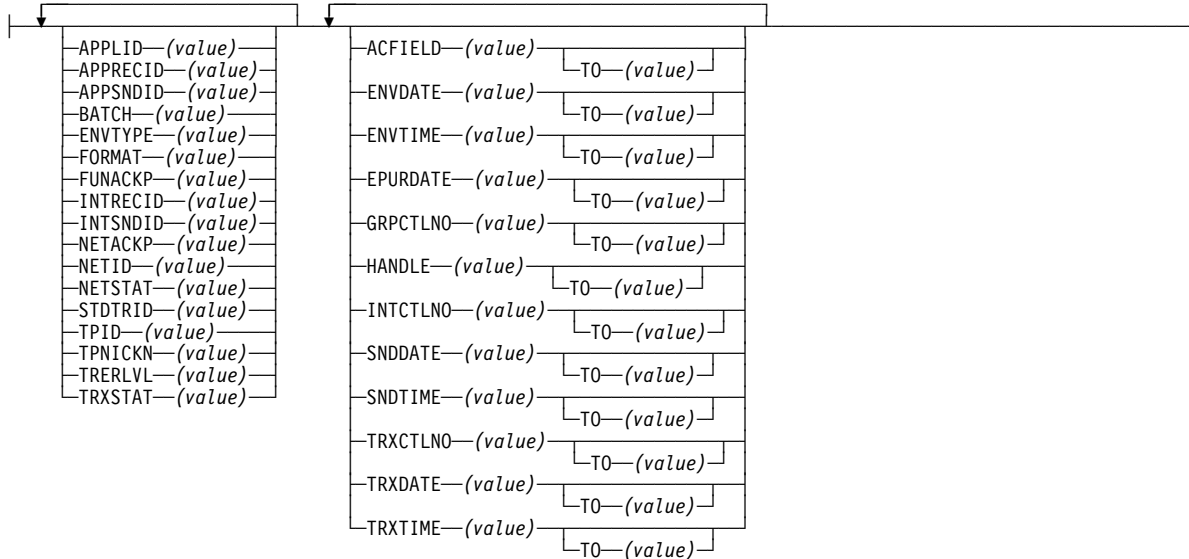 APPLID (value)
APPRECID (value)
APPSNDID (value)
BATCH (value)
ENVTYPE (value)
FORMAT (value)
FUNACKP (value)
INTRECID (value)
INTSNDID (value)
NETACKP (value)
NETID (value)
NETSTAT (value)
STDTRID (value)
TPID (value)
TPNICKN (value)
TRERLVL (value)
TRXSTAT (value)
ACFIELD (value)
TO (value)
ENVDATE (value)
TO (value)
ENVTIME (value)
TO (value)
EPURDATE (value)
TO (value)
GRPCTLNO (value)
TO (value)
HANDLE (value)
TO (value)
INTCTLNO (value)
TO (value)
SNDDATE (value)
TO (value)
SNDTIME (value)
TO (value)
TRXCTLNO (value)
TO (value)
TRXDATE (value)
TO (value)
TRXTIME (value)
TO (value)